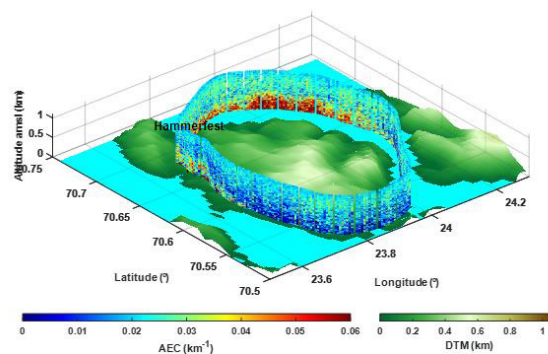 Hammerfest
Altitude amsl (km)
1
0.5
0
70.75
70.7
70.65
70.6
70.55
70.5
Latitude (º)
23.6
23.8
24
24.2
Longitude (º)
0 0.01 0.02 0.03 0.04 0.05 0.06
AEC (km-1)
0 0.2 0.4 0.6 0.8 1
DTM (km)